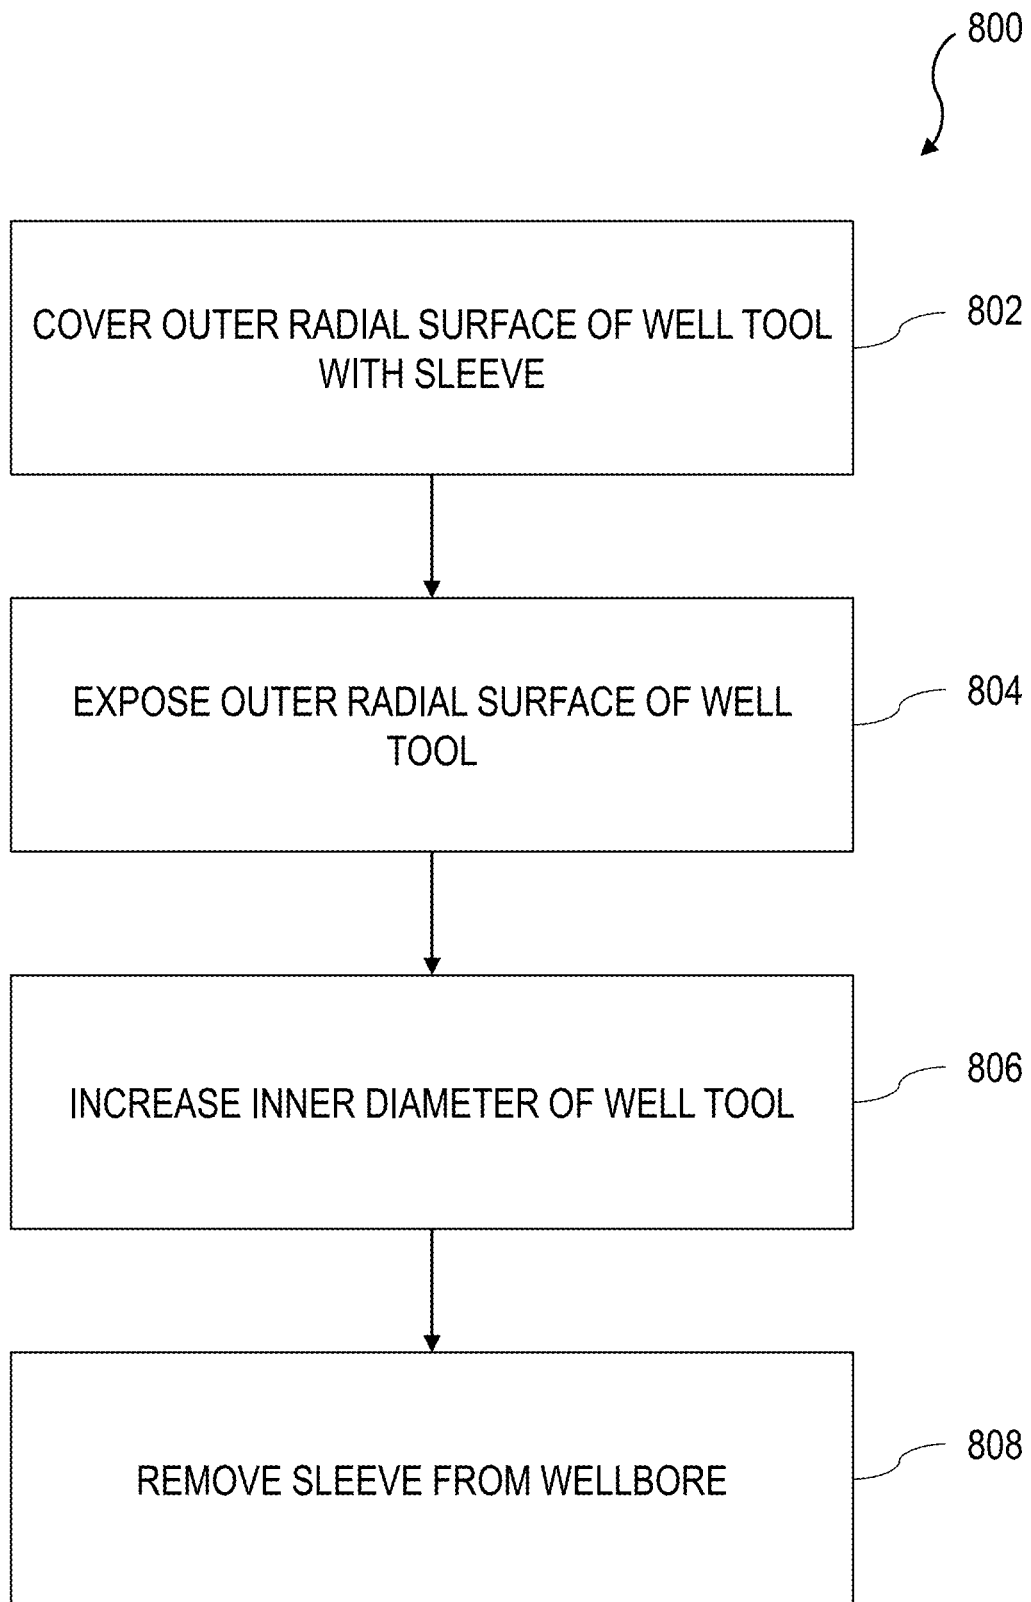 800
COVER OUTER RADIAL SURFACE OF WELL TOOL
WITH SLEEVE
802
EXPOSE OUTER RADIAL SURFACE OF WELL
TOOL
804
INCREASE INNER DIAMETER OF WELL TOOL
806
REMOVE SLEEVE FROM WELLBORE
808